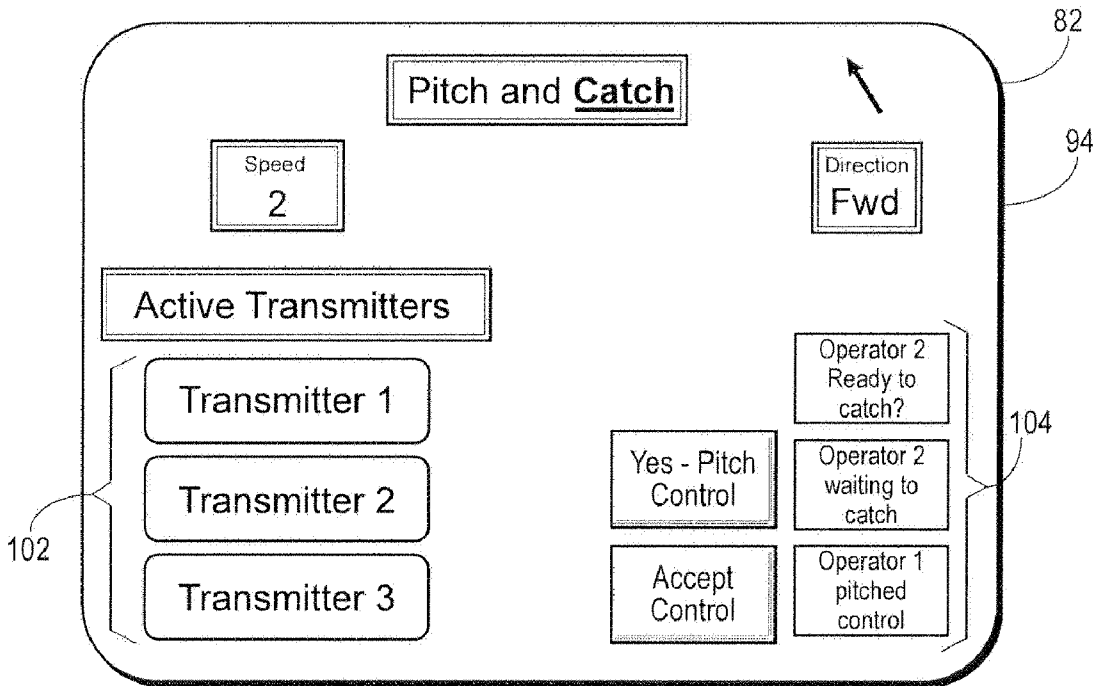 82
Pitch and Catch
94
Speed
2
Direction
Fwd
Active Transmitters
Transmitter 1
Transmitter 2
Transmitter 3
102
Yes - Pitch
Control
Accept
Control
Operator 2
Ready to
catch?
Operator 2
waiting to
catch
Operator 1
pitched
control
104